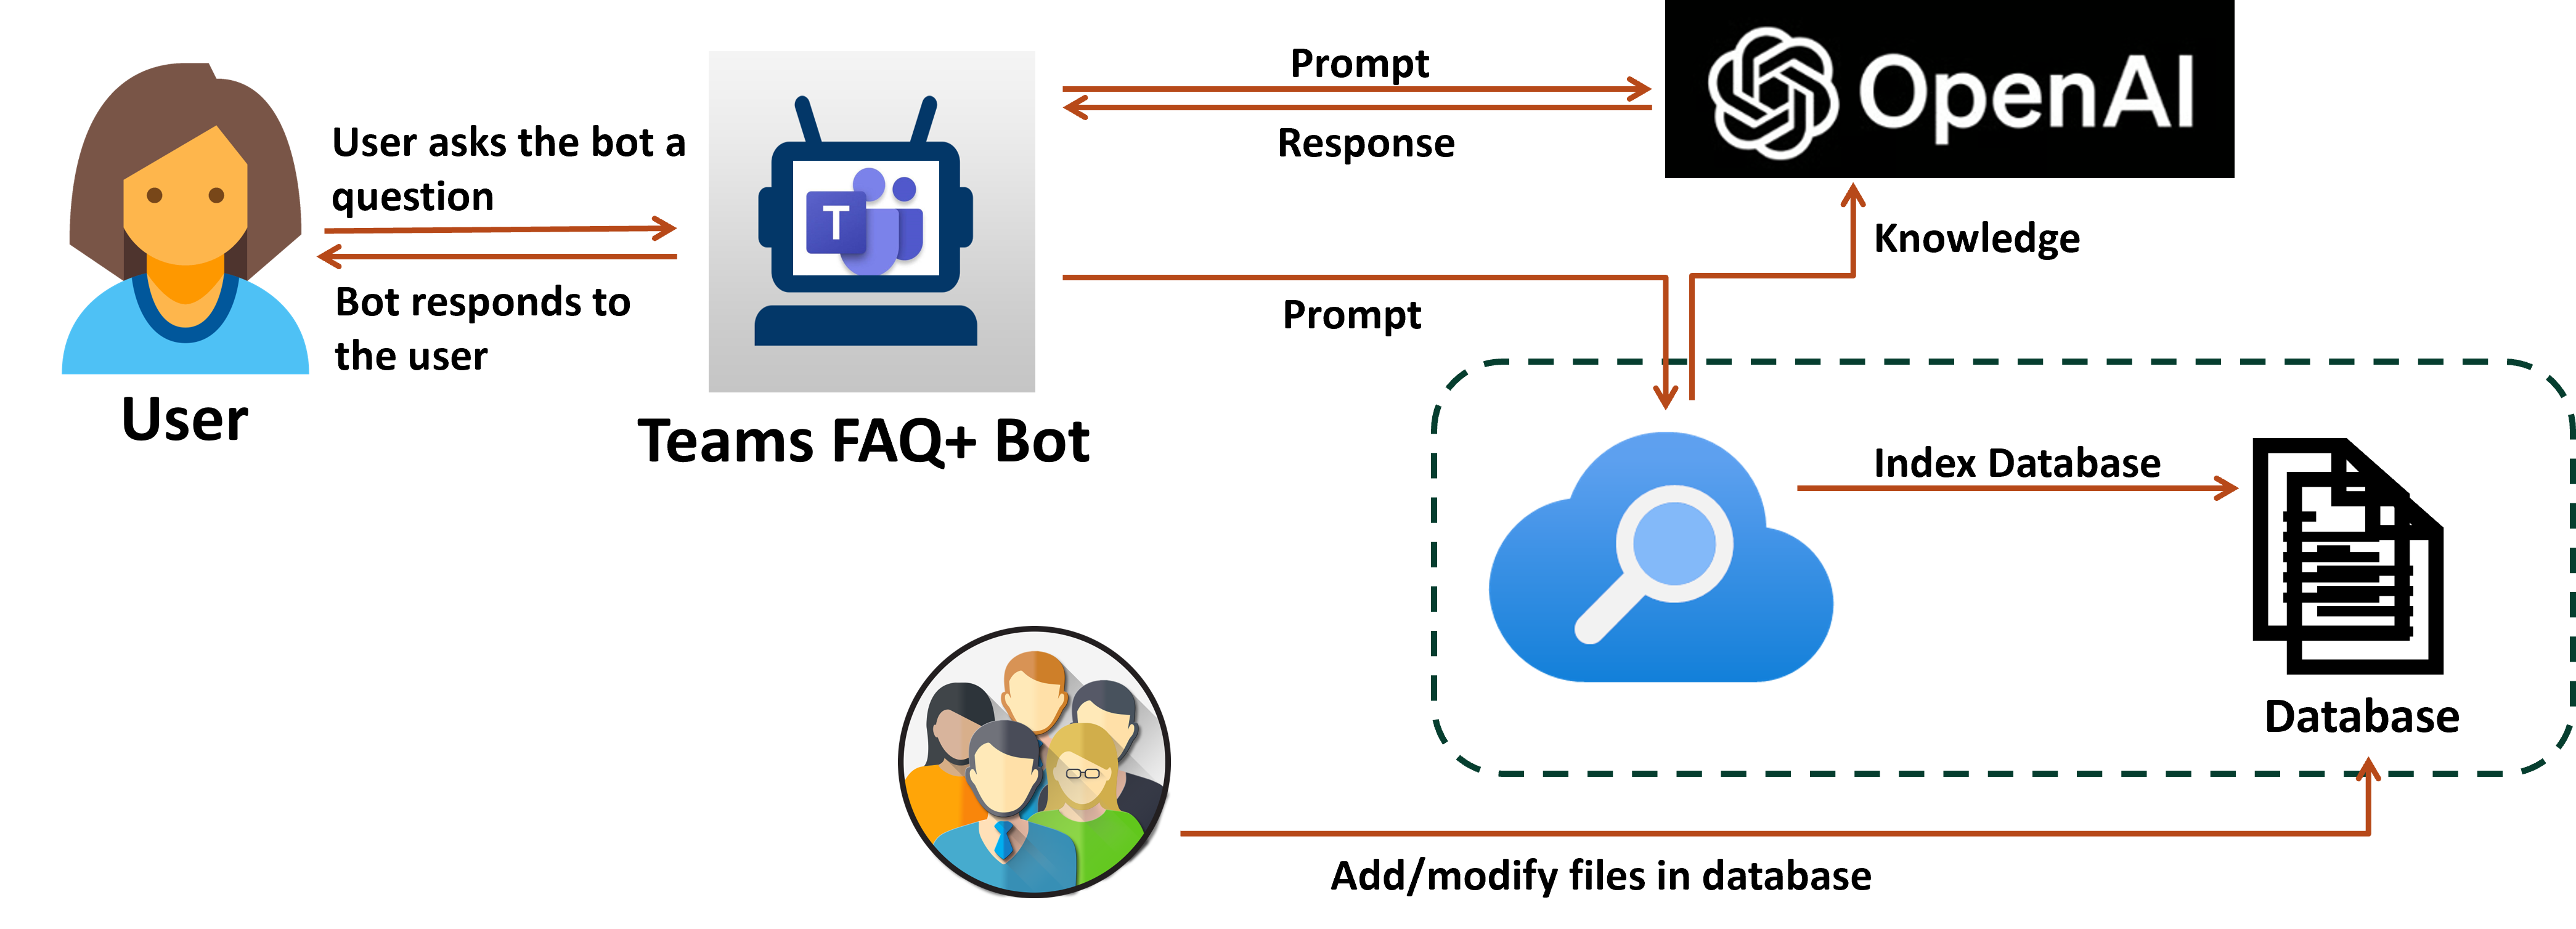 User asks the bot a
question
Bot responds to
the user
User
T
Teams FAQ+ Bot
Prompt
Response
OpenAI
Knowledge
Prompt
Index Database
Database
Add/modify files in database